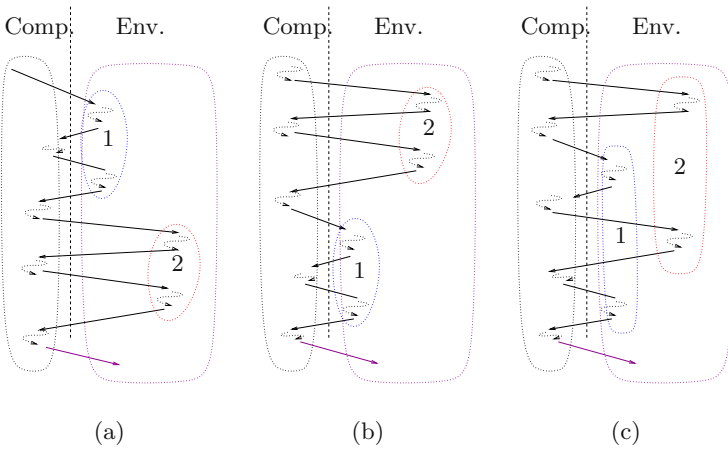 Comp. Env. Comp. Env. Comp. Env.
1 2 2
2 1 1
(a) (b) (c)